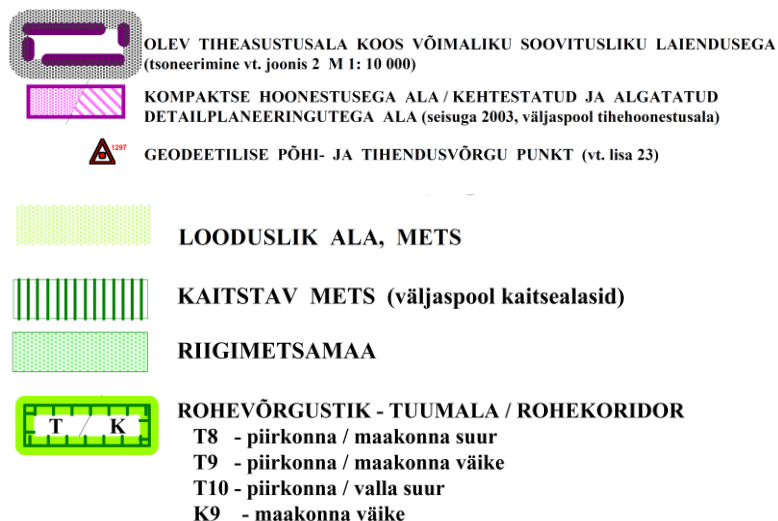 OLEV TIHEASUSTUSALA KOOS VÕIMALIKU SOOVITUSLIKU LAIENDUSEGA
(tsoneerimine vt. joonis 2 M 1: 10 000)
KOMPAKTSE HOONESTUSEGA ALA / KEHTESTATUD JA ALGATATUD
DETAILPLANEERINGUTEGA ALA (seisuga 2003, väljaspool tihehoonestusala)
1297
GEODEETILISE PÕHI- JA TIHENDUSVÕRGU PUNKT (vt. lisa 23)
LOODUSLIK ALA, METS
KAITSTAV METS (väljaspool kaitsealasid)
RIIGIMETSAMAA
ROHEVÕRGUSTIK - TUUMALA / ROHEKORIDOR
T / K
T8 - piirkonna / maakonna suur
T9 - piirkonna / maakonna väike
T10 - piirkonna / valla suur
K9 - maakonna väike